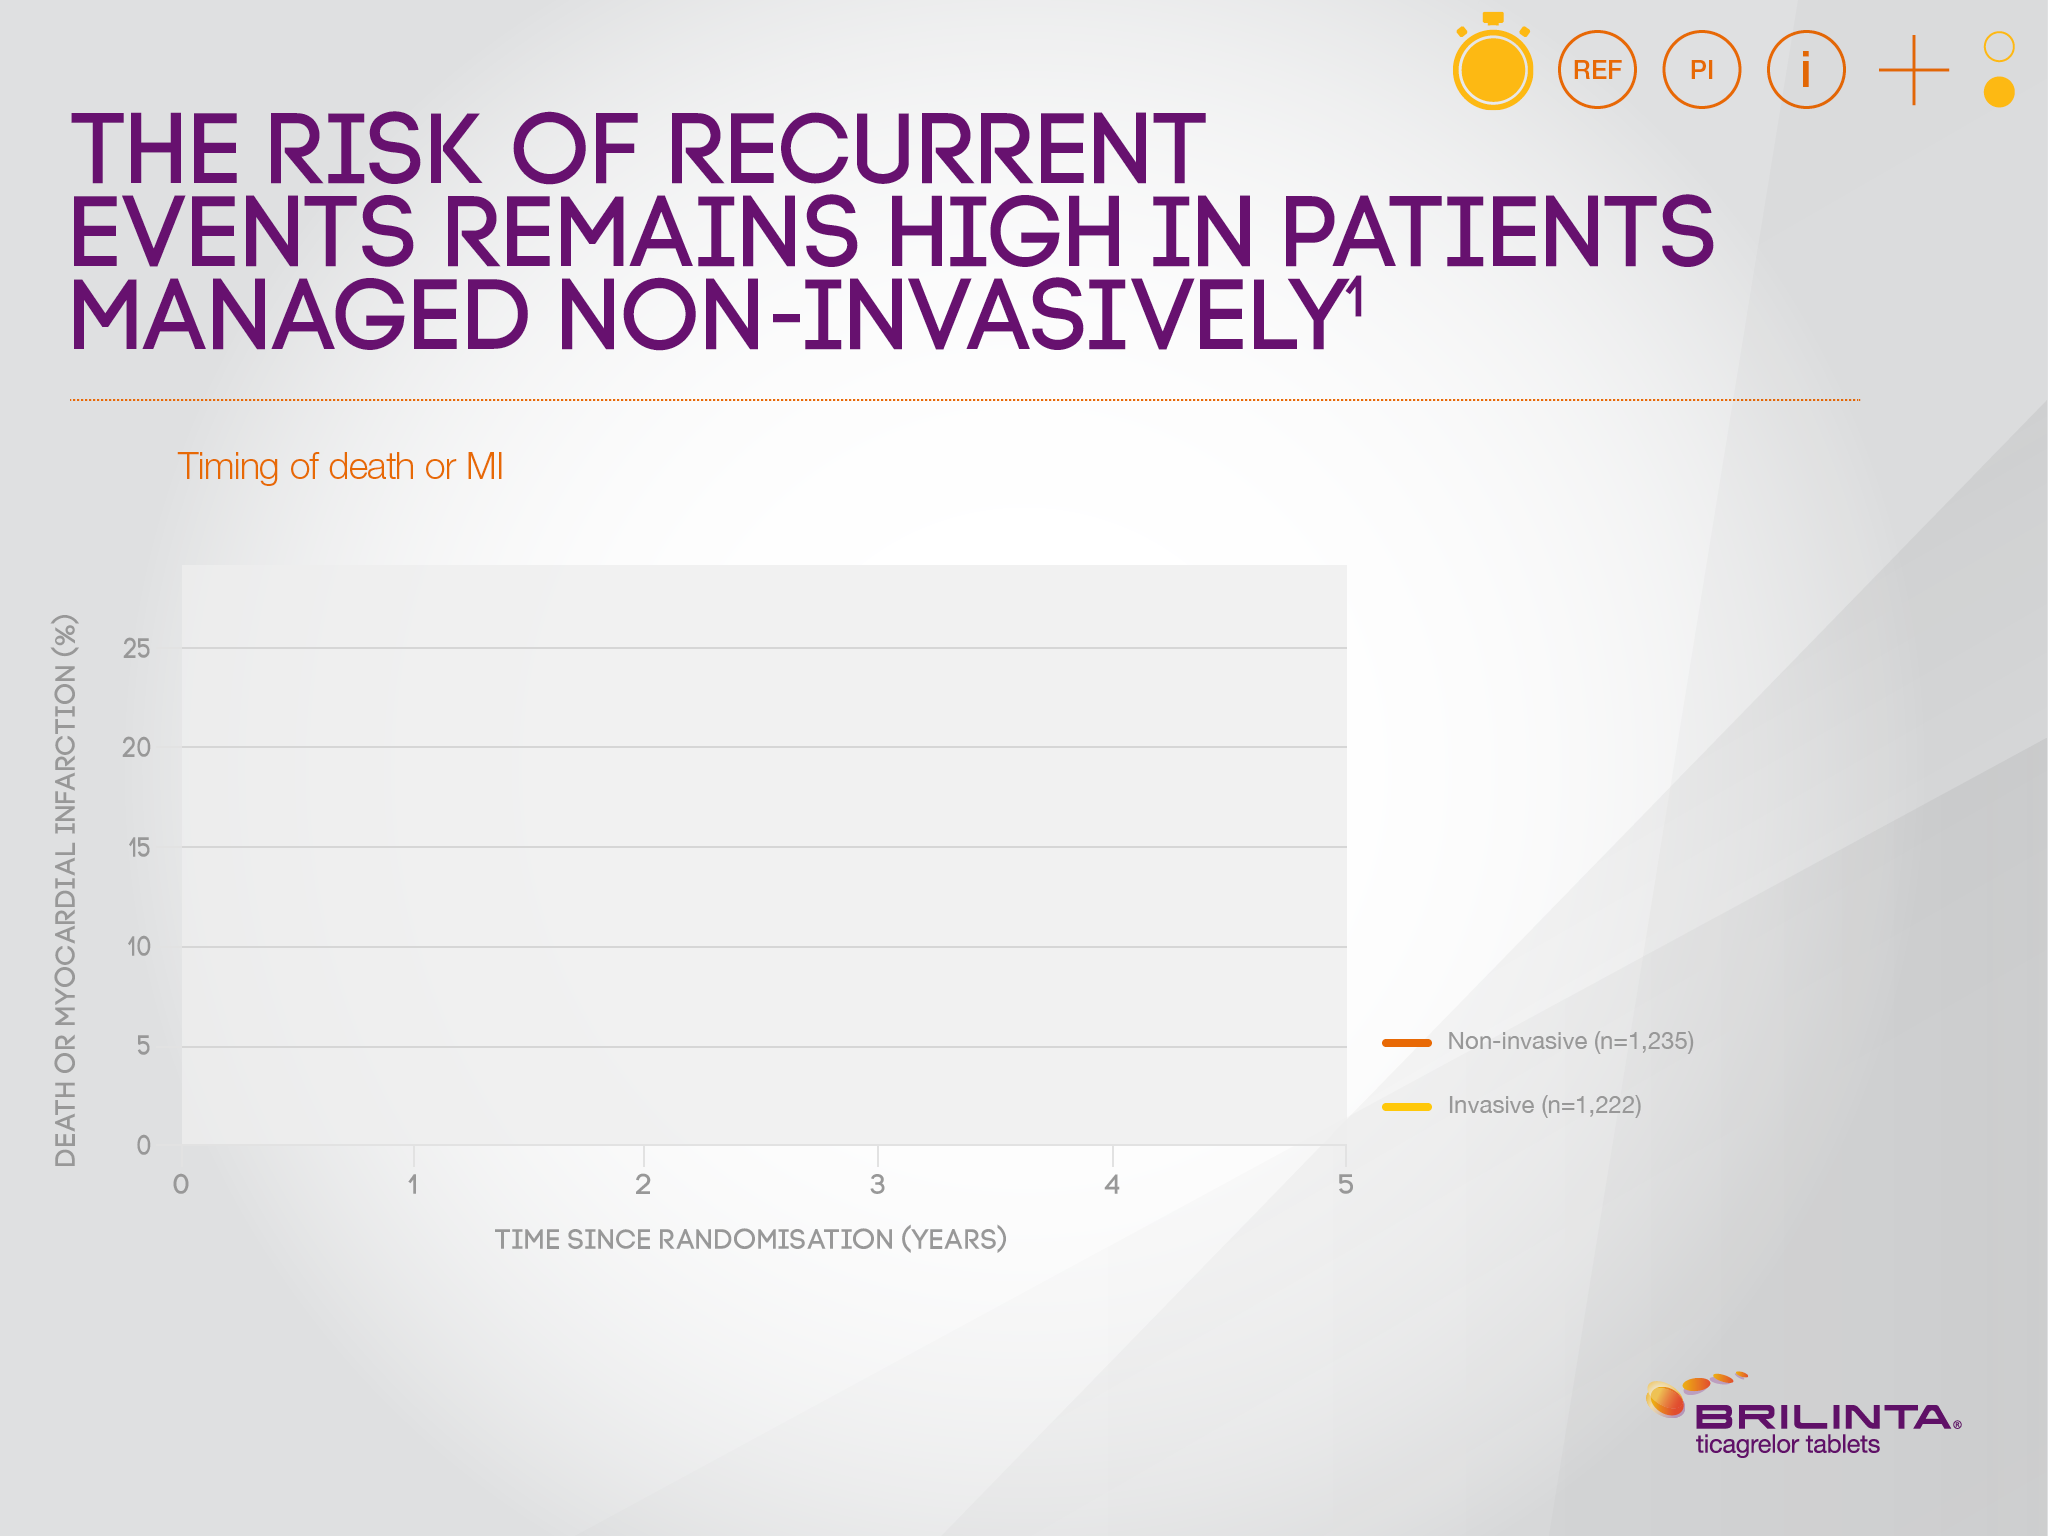 REF PI i
THE RISK OF RECURRENT
EVENTS REMAINS HIGH IN PATIENTS
MANAGED NON-INVASIVELY¹
Timing of death or MI
DEATH OR MYOCARDIAL INFARCTION (%)
25
20
15
10
5
0
0 1 2 3 4 5
TIME SINCE RANDOMISATION (YEARS)
Non-invasive (n=1,235)
Invasive (n=1,222)
BRILINTA®
ticagrelor tablets